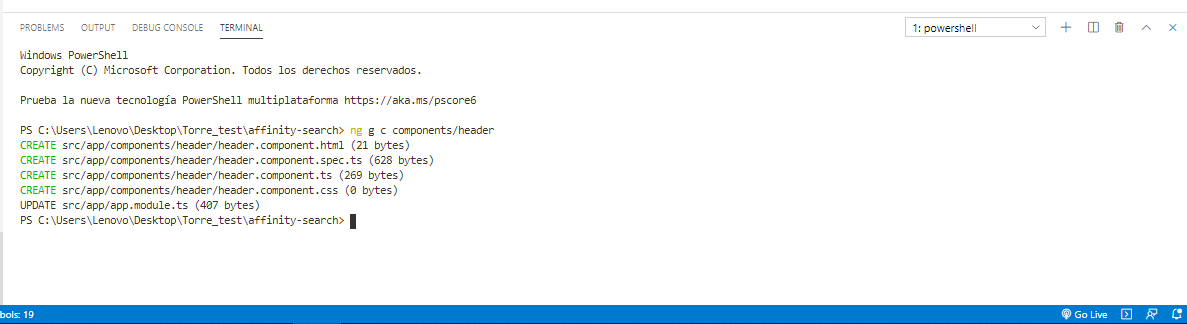 PROBLEMS OUTPUT DEBUG CONSOLE TERMINAL 1: powershell
Windows PowerShell
Copyright (C) Microsoft Corporation. Todos los derechos reservados.
Prueba la nueva tecnología PowerShell multiplataforma https://aka.ms/pscore6
PS C:\Users\Lenovo\Desktop\Torre_test\affinity-search> ng g c components/header
CREATE src/app/components/header/header.component.html (21 bytes)
CREATE src/app/components/header/header.component.spec.ts (628 bytes)
CREATE src/app/components/header/header.component.ts (269 bytes)
CREATE src/app/components/header/header.component.css (0 bytes)
UPDATE src/app/app.module.ts (407 bytes)
PS C:\Users\Lenovo\Desktop\Torre_test\affinity-search>
bols: 19 Go Live